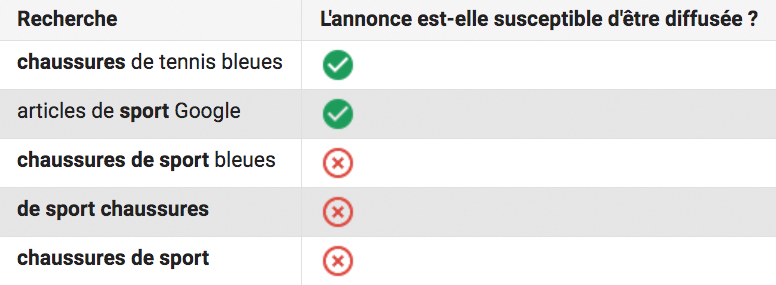 Recherche L'annonce est-elle susceptible d'être diffusée ?
chaussures de tennis bleues
articles de sport Google
chaussures de sport bleues
de sport chaussures
chaussures de sport